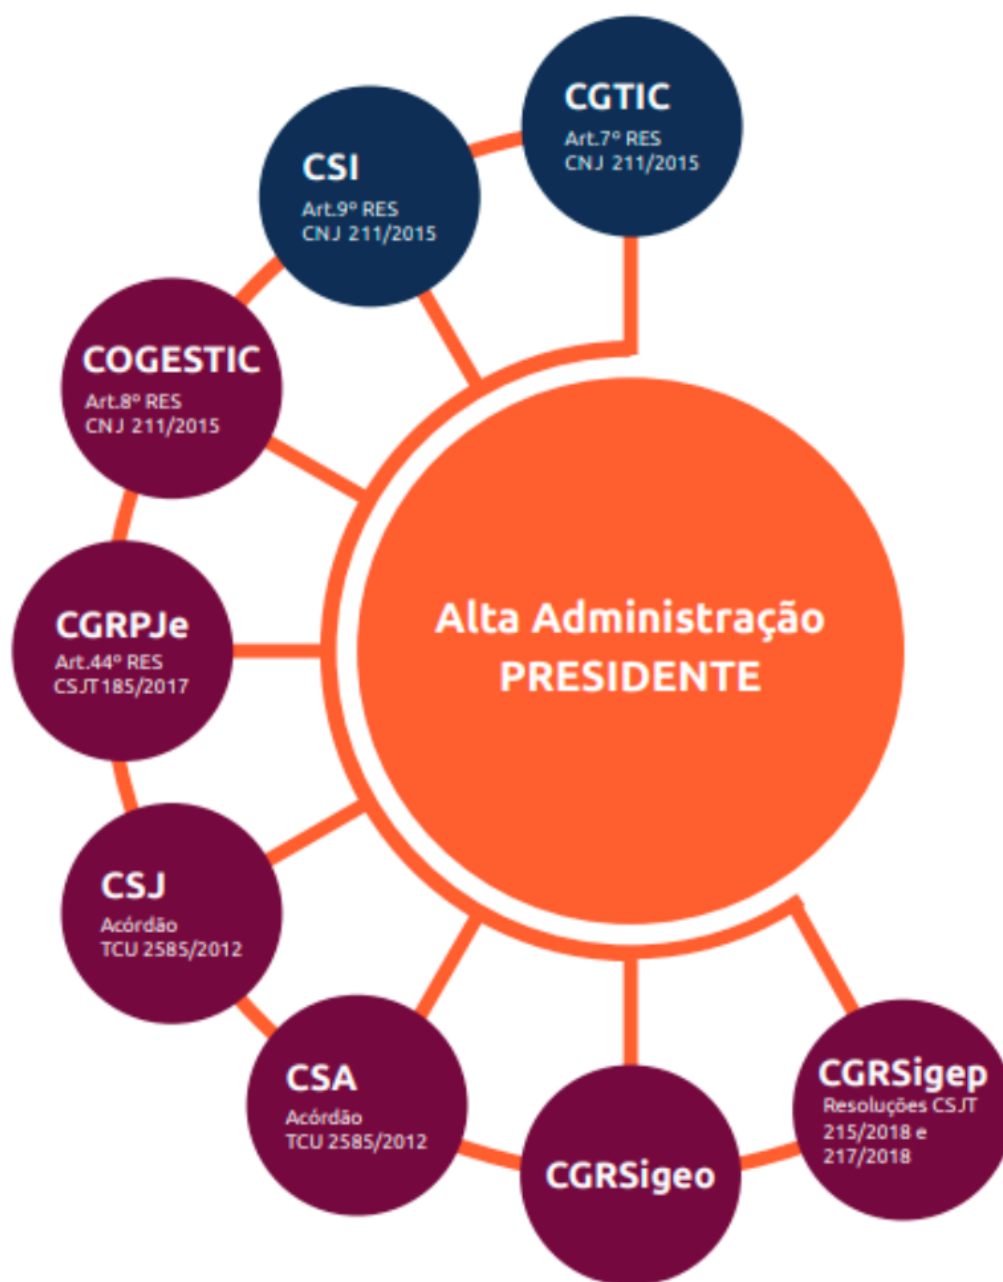 CGTIC
Art.7º RES
CNJ 211/2015
CSI
Art.9º RES
CNJ 211/2015
COGESTIC
Art.8º RES
CNJ 211/2015
CGRPJe
Art.44º RES
CSJT185/2017
Alta Administração
PRESIDENTE
CSJ
Acórdão
TCU 2585/2012
CSA
Acórdão
TCU 2585/2012
CGRSigeo
CGRSigep
Resoluções CSJT
215/2018 e
217/2018